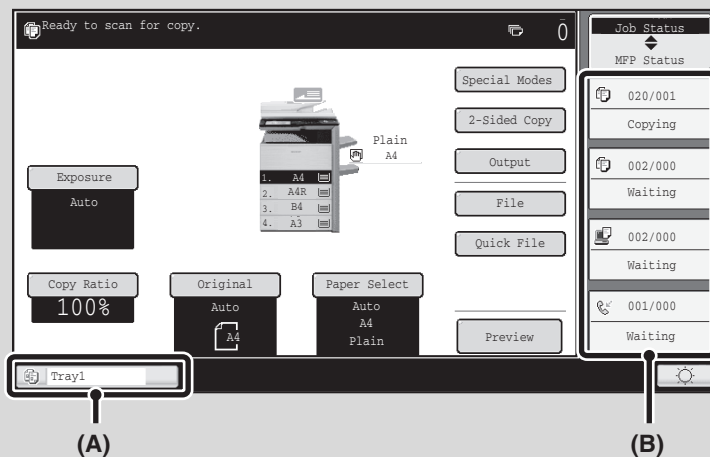 Ready to scan for copy.
0
Job Status
MFP Status
020/001
Copying
002/000
Waiting
002/000
Waiting
001/000
Waiting
Special Modes
2-Sided Copy
Output
File
Quick File
Preview
Plain
A4
1. A4
2. A4R
3. B4
4. A3
Exposure
Auto
Copy Ratio
100%
Original
Auto
A4
Paper Select
Auto
A4
Plain
Tray1
(A)
(B)